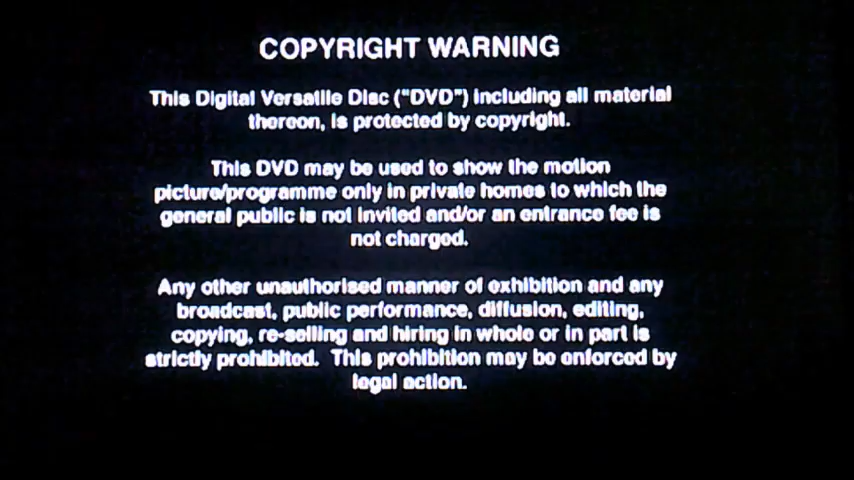 COPYRIGHT WARNING
This Digital Versatile Disc ("DVD") including all material
thereon, is protected by copyright.
This DVD may be used to show the motion
picture/programme only in private homes to which the
general public is not invited and/or an entrance fee is
not charged.
Any other unauthorised manner of exhibition and any
broadcast, public performance, diffusion, editing,
copying, re-selling and hiring in whole or in part is
strictly prohibited. This prohibition may be enforced by
legal action.